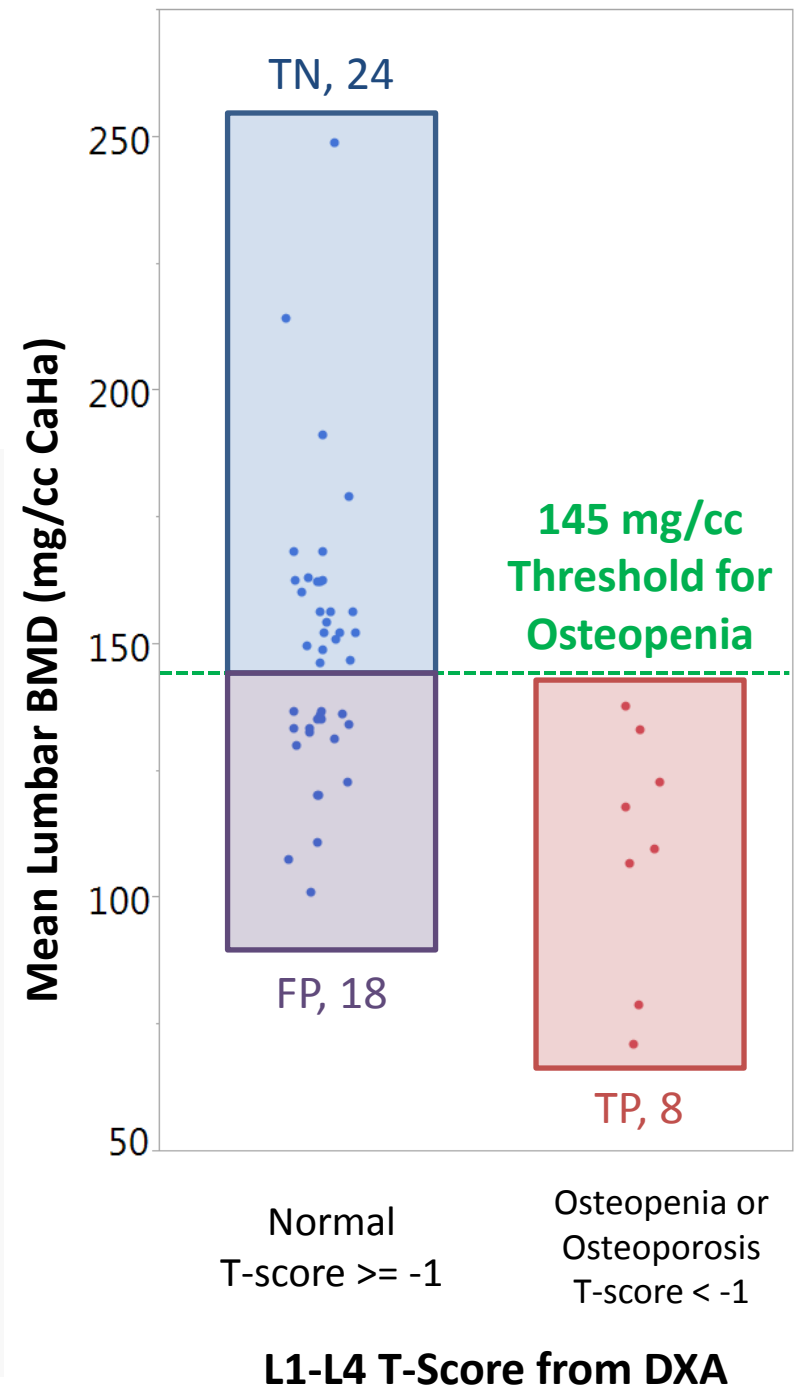 TN, 24
250
200
150
100
50
Mean Lumbar BMD (mg/cc CaHa)
145 mg/cc
Threshold for
Osteopenia
FP, 18
TP, 8
Normal
T-score >= -1
Osteopenia or
Osteoporosis
T-score < -1
L1-L4 T-Score from DXA